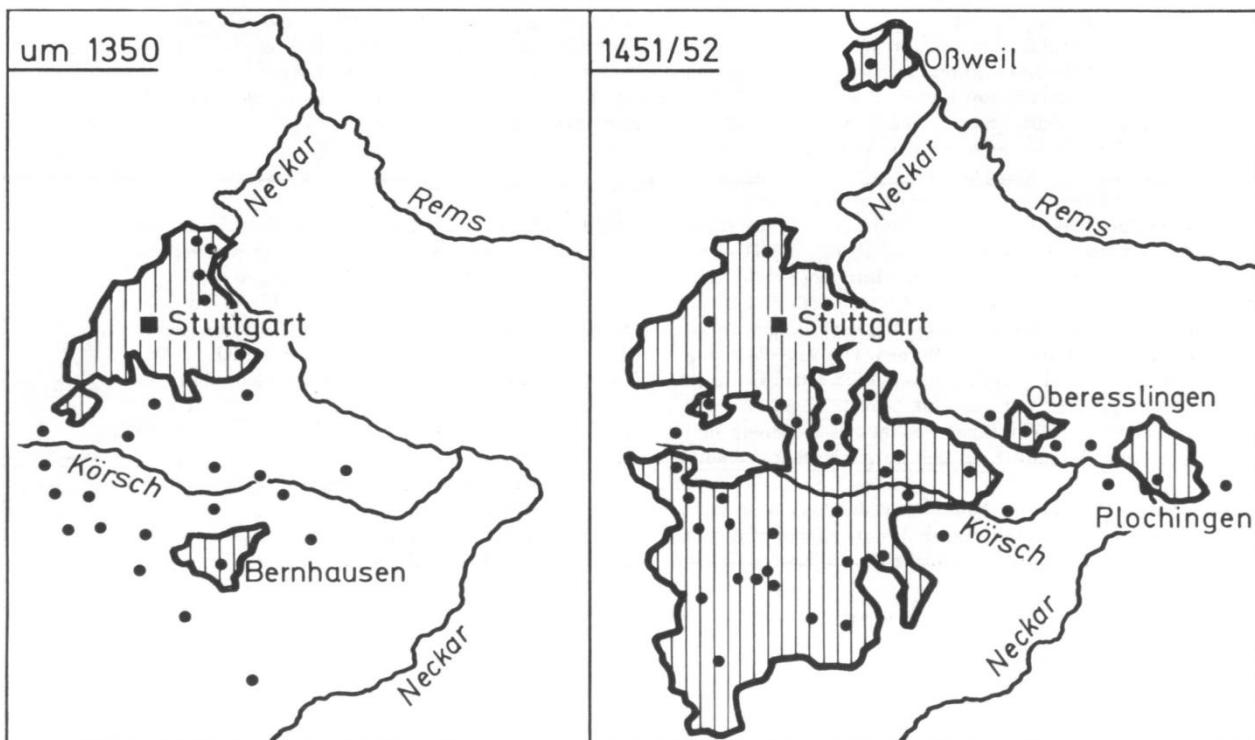 um 1350
Neckar
Rems
Stuttgart
Körsch
Bernhausen
Neckar
1451/52
Oßweil
Neckar
Rems
Stuttgart
Oberesslingen
Plochingen
Körsch
Neckar